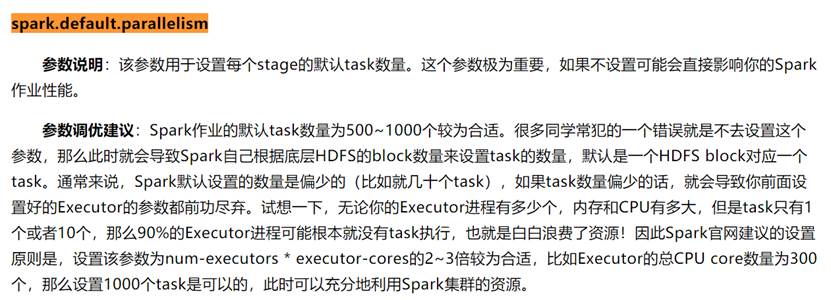 spark.default.parallelism
参数说明：该参数用于设置每个stage的默认task数量。这个参数极为重要，如果不设置可能会直接影响你的Spark
作业性能。
参数调优建议：Spark作业的默认task数量为500~1000个较为合适。很多同学常犯的一个错误就是不去设置这个
参数，那么此时就会导致Spark自己根据底层HDFS的block数量来设置task的数量，默认是一个HDFS block对应一个
task。通常来说，Spark默认设置的数量是偏少的（比如就几十个task），如果task数量偏少的话，就会导致你前面设
置好的Executor的参数都前功尽弃。试想一下，无论你的Executor进程有多少个，内存和CPU有多大，但是task只有1
个或者10个，那么90%的Executor进程可能根本就没有task执行，也就是白白浪费了资源！因此Spark官网建议的设置
原则是，设置该参数为num-executors * executor-cores的2~3倍较为合适，比如Executor的总CPU core数量为300
个，那么设置1000个task是可以的，此时可以充分地利用Spark集群的资源。